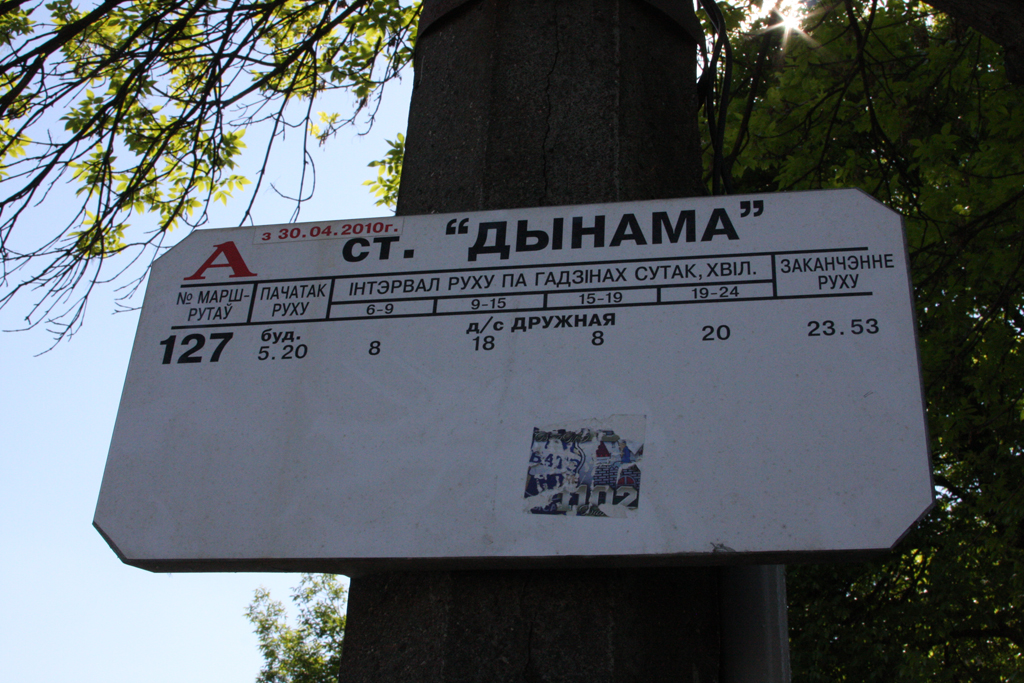 А з 30.04.2010г. ст. “ДЫНАМА”
№ МАРШ-
РУТАЎ
ПАЧАТАК
РУХУ
ІНТЭРВАЛ РУХУ ПА ГАДЗІНАХ СУТАК, ХВІЛ.
6-9 9-15 15-19 19-24
ЗАКАНЧЭННЕ
РУХУ
д/с ДРУЖНАЯ
127 буд. 5.20 8 18 8 20 23.53